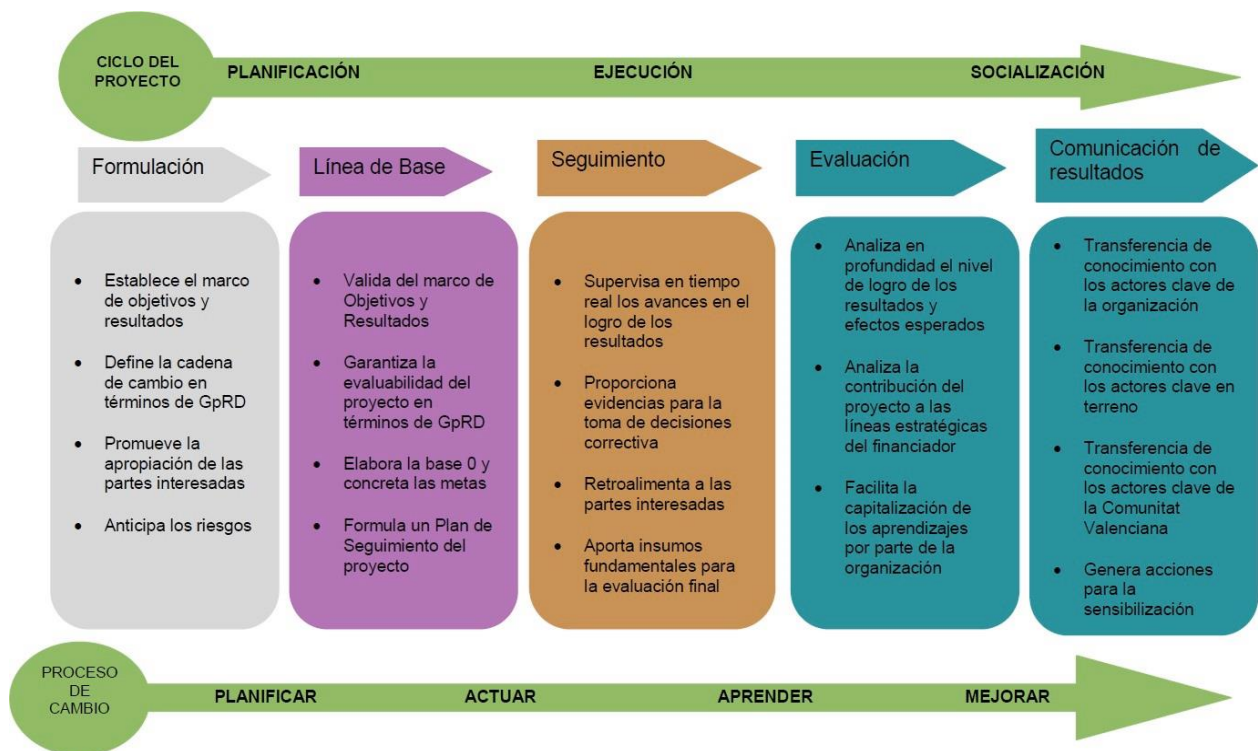 CICLO DEL
PROYECTO
PLANIFICACIÓN
EJECUCIÓN
SOCIALIZACIÓN
Formulación
Línea de Base
Seguimiento
Evaluación
Comunicación de
resultados
• Establece el marco
de objetivos y
resultados
• Define la cadena
de cambio en
términos de GpRD
• Promueve la
apropiación de las
partes interesadas
• Anticipa los riesgos
• Valida del marco de
Objetivos y
Resultados
• Garantiza la
evaluabilidad del
proyecto en
términos de GpRD
• Elabora la base 0 y
concreta las metas
• Formula un Plan de
Seguimiento del
proyecto
• Supervisa en tiempo
real los avances en el
logro de los
resultados
• Proporciona
evidencias para la
toma de decisiones
correctiva
• Retroalimenta a las
partes interesadas
• Aporta insumos
fundamentales para
la evaluación final
• Analiza en
profundidad el nivel
de logro de los
resultados y
efectos esperados
• Analiza la
contribución del
proyecto a las
líneas estratégicas
del financiador
• Facilita la
capitalización de
los aprendizajes
por parte de la
organización
• Transferencia de
conocimiento con
los actores clave de
la organización
• Transferencia de
conocimiento con
los actores clave en
terreno
• Transferencia de
conocimiento con
los actores clave de
la Comunitat
Valenciana
• Genera acciones
para la
sensibilización
PROCESO
DE
CAMBIO
PLANIFICAR
ACTUAR
APRENDER
MEJORAR